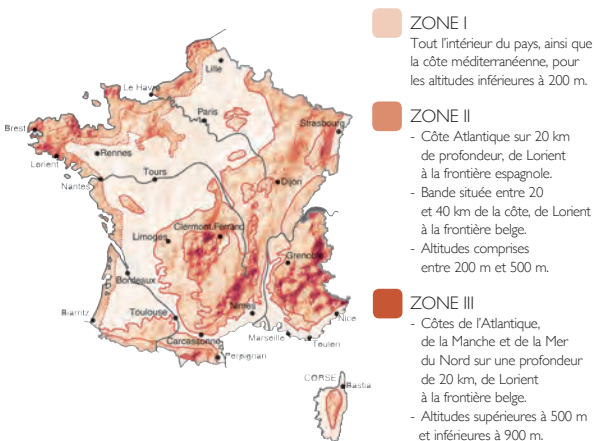 Lille
Le Havre
Paris
Strasbourg
Brest
Rennes
Lorient
Tours
Nantes
Dijon
Clermont.Ferrand
Limoges
Grenoble
Bordeaux
Biarritz
Toulouse
Nimes
Nice
Marseille
Toulon
Carcassonne
Perpignan
CORSE
Bastia
ZONE I
Tout l'intérieur du pays, ainsi que
la côte méditerranéenne, pour
les altitudes inférieures à 200 m.
ZONE II
- Côte Atlantique sur 20 km
de profondeur, de Lorient
à la frontière espagnole.
- Bande située entre 20
et 40 km de la côte, de Lorient
à la frontière belge.
- Altitudes comprises
entre 200 m et 500 m.
ZONE III
- Côtes de l'Atlantique,
de la Manche et de la Mer
du Nord sur une profondeur
de 20 km, de Lorient
à la frontière belge.
- Altitudes supérieures à 500 m
et inférieures à 900 m.